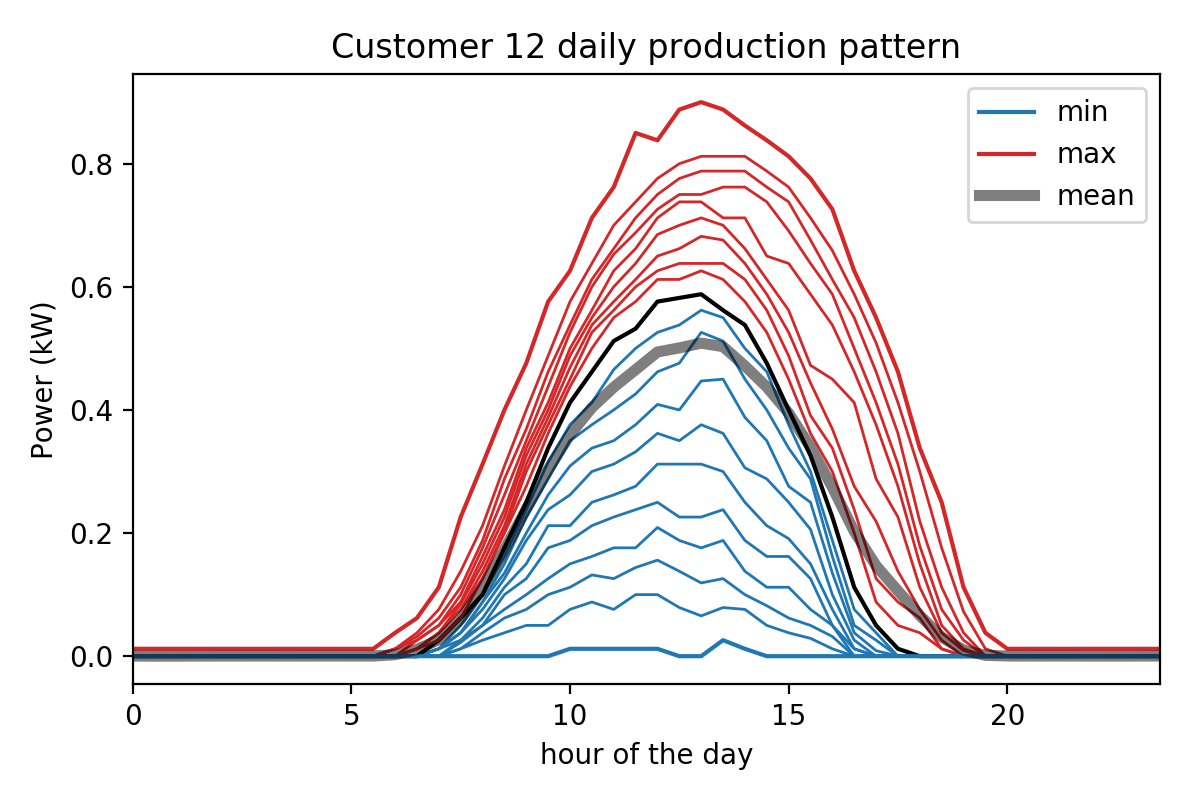 Customer 12 daily production pattern
min
max
mean
Power (kW)
0.8
0.6
0.4
0.2
0.0
0 5 10 15 20
hour of the day